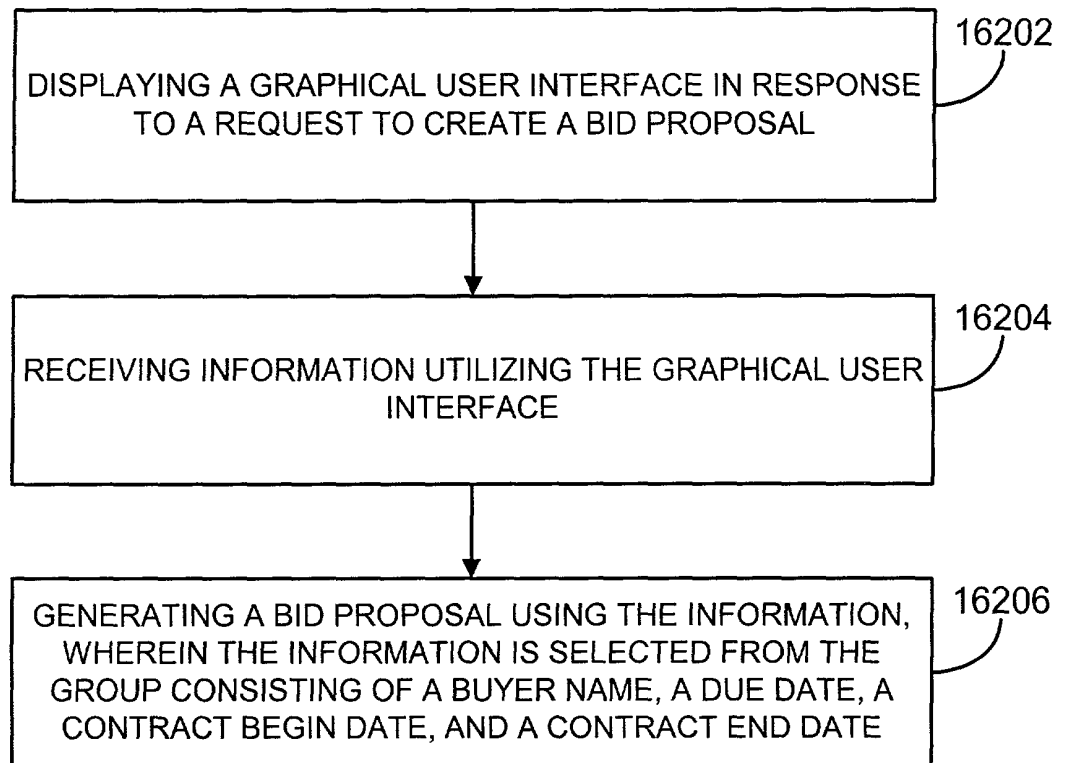 16202
DISPLAYING A GRAPHICAL USER INTERFACE IN RESPONSE
TO A REQUEST TO CREATE A BID PROPOSAL
16204
RECEIVING INFORMATION UTILIZING THE GRAPHICAL USER
INTERFACE
16206
GENERATING A BID PROPOSAL USING THE INFORMATION,
WHEREIN THE INFORMATION IS SELECTED FROM THE
GROUP CONSISTING OF A BUYER NAME, A DUE DATE, A
CONTRACT BEGIN DATE, AND A CONTRACT END DATE